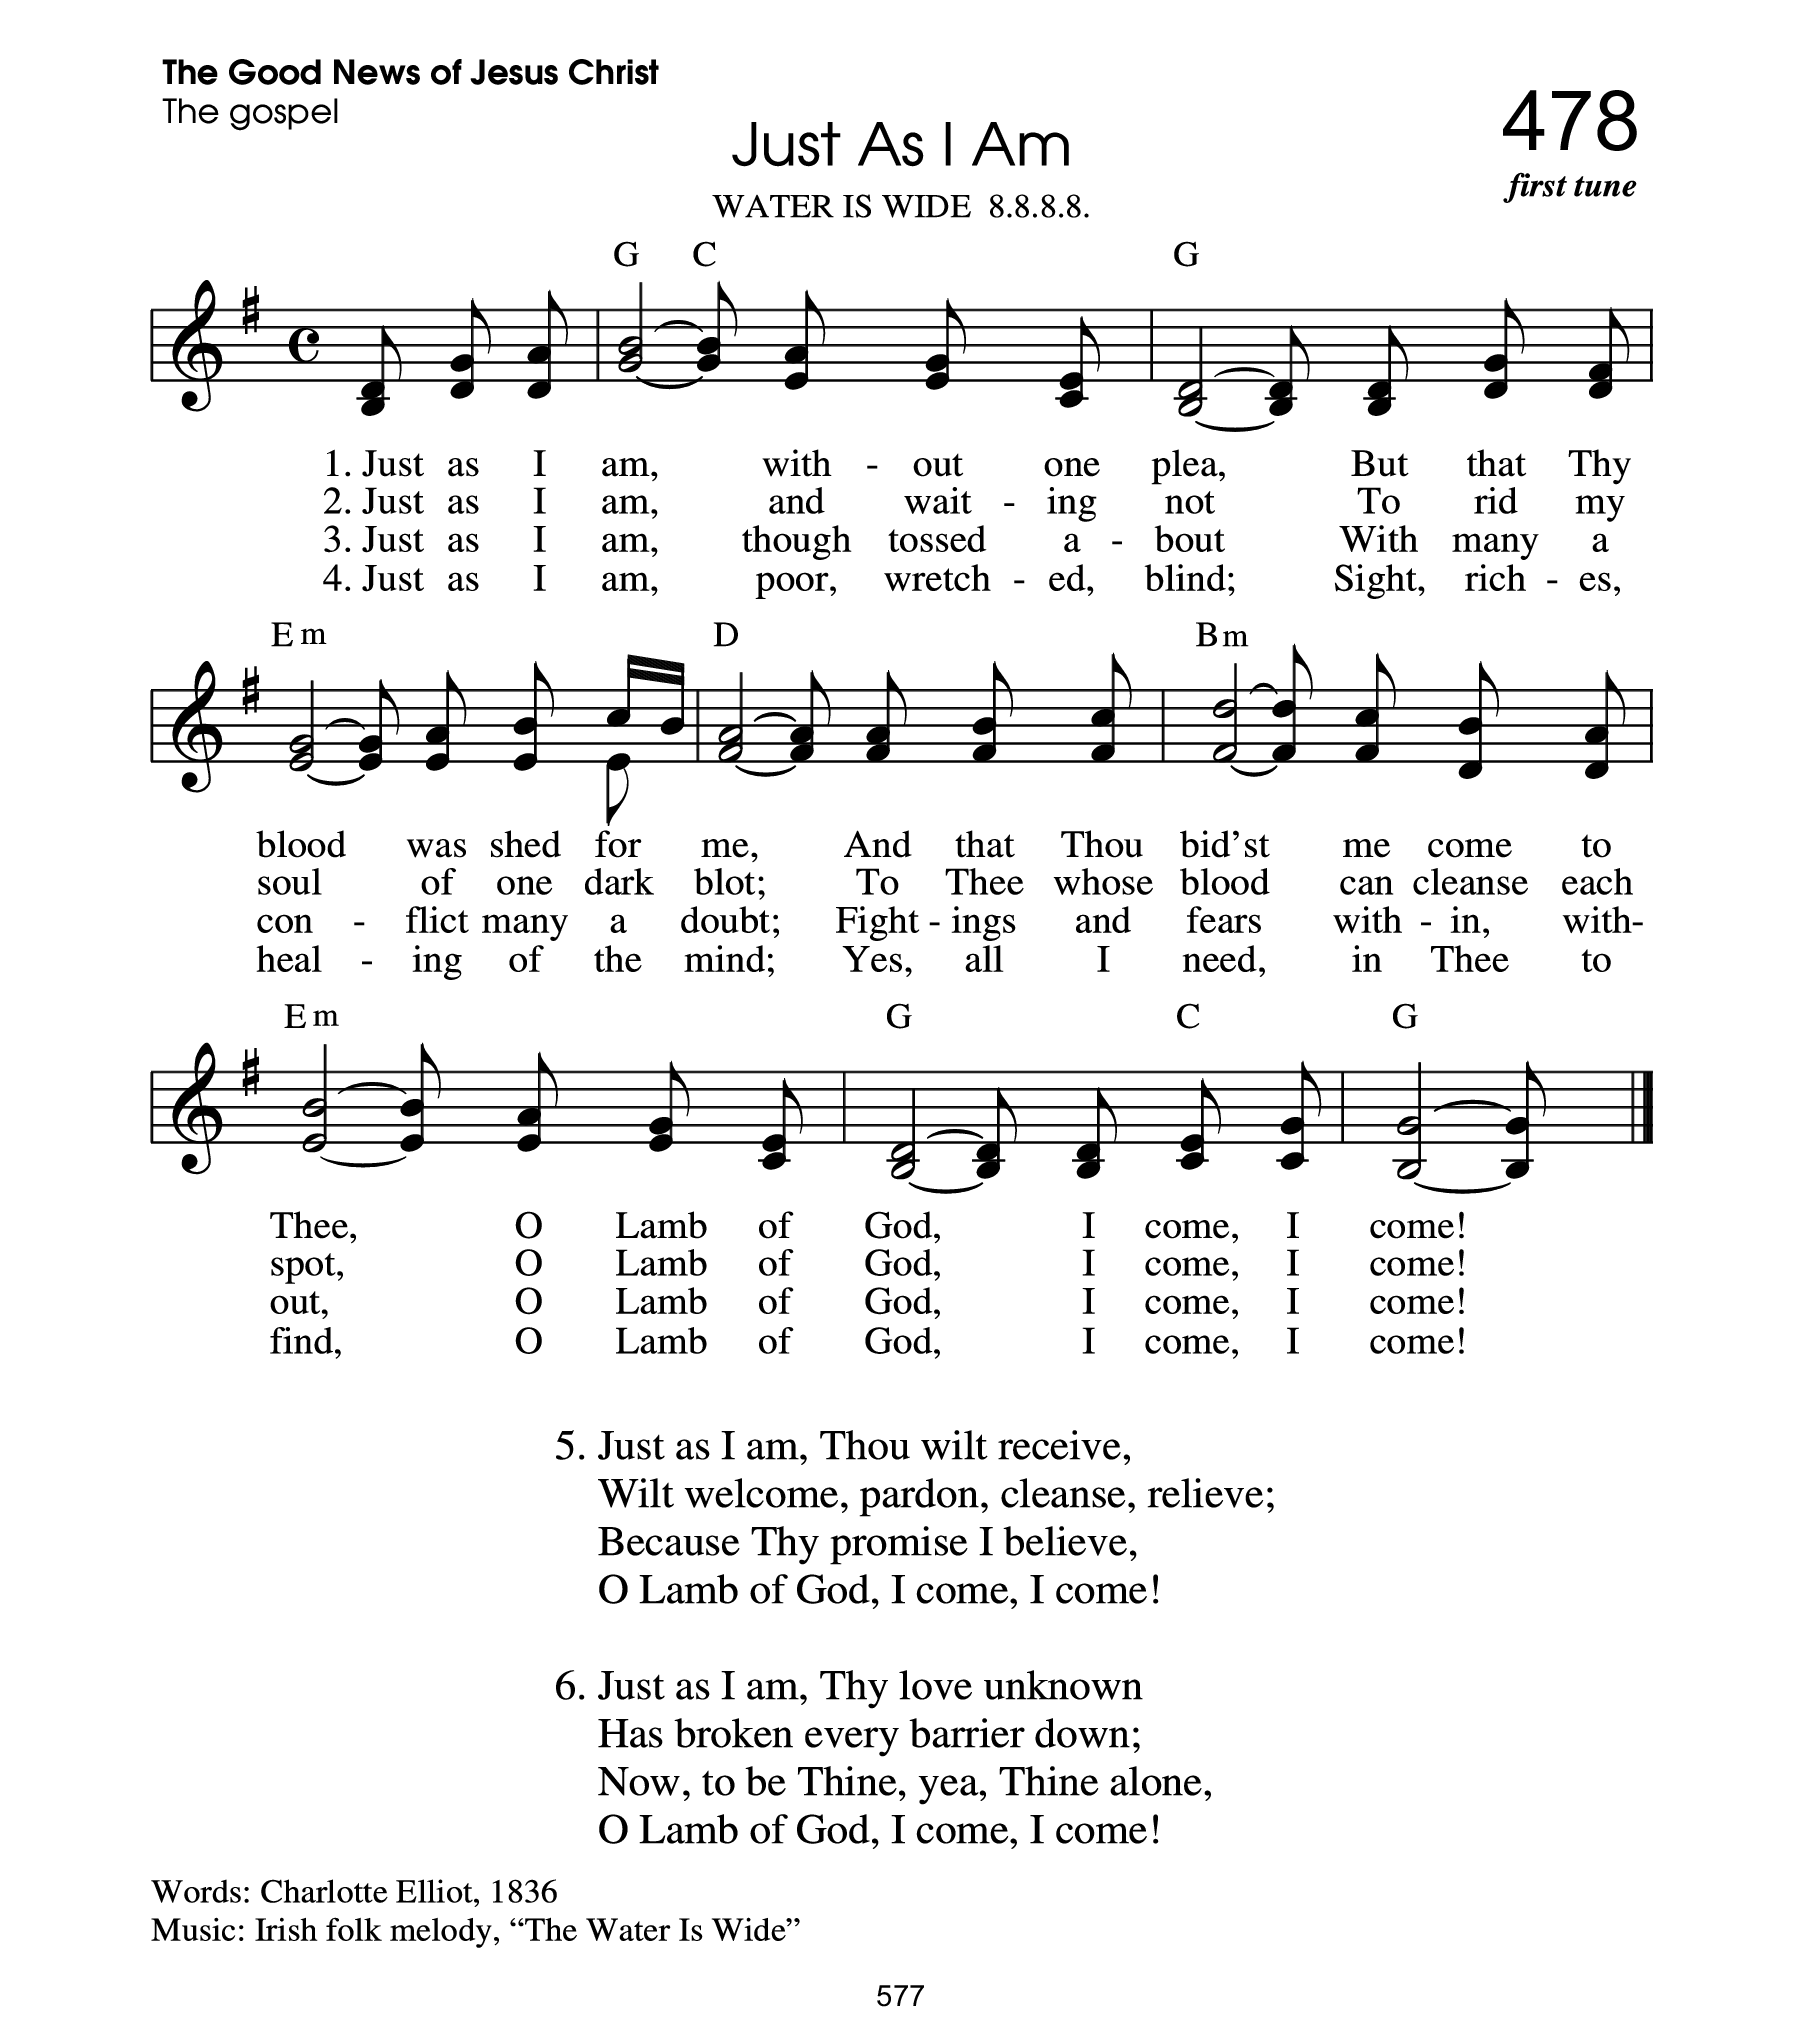 The Good News of Jesus Christ
The gospel
478
Just As I Am
first tune
WATER IS WIDE 8.8.8.8.
G C G
1. Just as I am, with - out one plea, But that Thy
2. Just as I am, and wait - ing not To rid my
3. Just as I am, though tossed a - bout With many a
4. Just as I am, poor, wretch - ed, blind; Sight, rich - es,
Em D Bm
blood was shed for me, And that Thou bid’st me come to
soul of one dark blot; To Thee whose blood can cleanse each
con - flict many a doubt; Fight - ings and fears with - in, with-
heal - ing of the mind; Yes, all I need, in Thee to
Em G C G
Thee, O Lamb of God, I come, I come!
spot, O Lamb of God, I come, I come!
out, O Lamb of God, I come, I come!
find, O Lamb of God, I come, I come!
5. Just as I am, Thou wilt receive,
Wilt welcome, pardon, cleanse, relieve;
Because Thy promise I believe,
O Lamb of God, I come, I come!
6. Just as I am, Thy love unknown
Has broken every barrier down;
Now, to be Thine, yea, Thine alone,
O Lamb of God, I come, I come!
Words: Charlotte Elliot, 1836
Music: Irish folk melody, “The Water Is Wide”
577